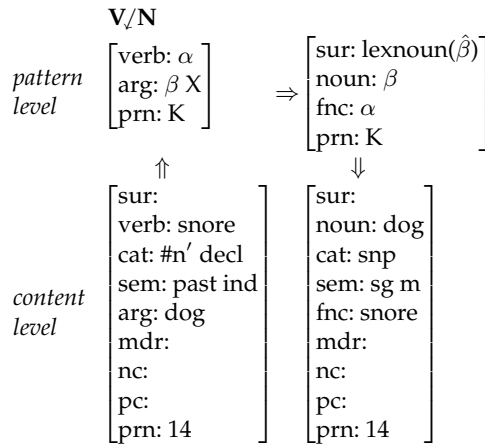 V↙/N
pattern level
[verb: α
arg: β X
prn: K]
⇒
[sur: lexnoun(β̂)
noun: β
fnc: α
prn: K]
⇑ ⇓
content level
[sur:
verb: snore
cat: #n′ decl
sem: past ind
arg: dog
mdr:
nc:
pc:
prn: 14]
[sur:
noun: dog
cat: snp
sem: sg m
fnc: snore
mdr:
nc:
pc:
prn: 14]